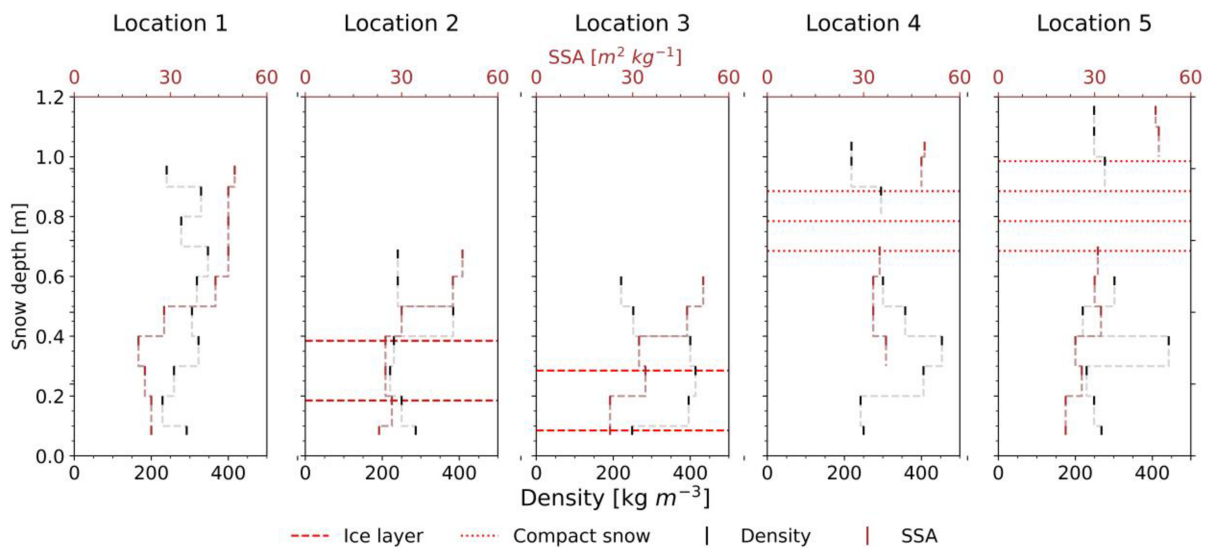 Location 1 Location 2 Location 3 Location 4 Location 5
SSA [m² kg⁻¹]
0 30 60 0 30 60 0 30 60 0 30 60 0 30 60
1.2
1.0
0.8
0.6
0.4
0.2
0.0
Snow depth [m]
0 200 400 0 200 400 0 200 400 0 200 400 0 200 400
Density [kg m⁻³]
Ice layer Compact snow Density SSA